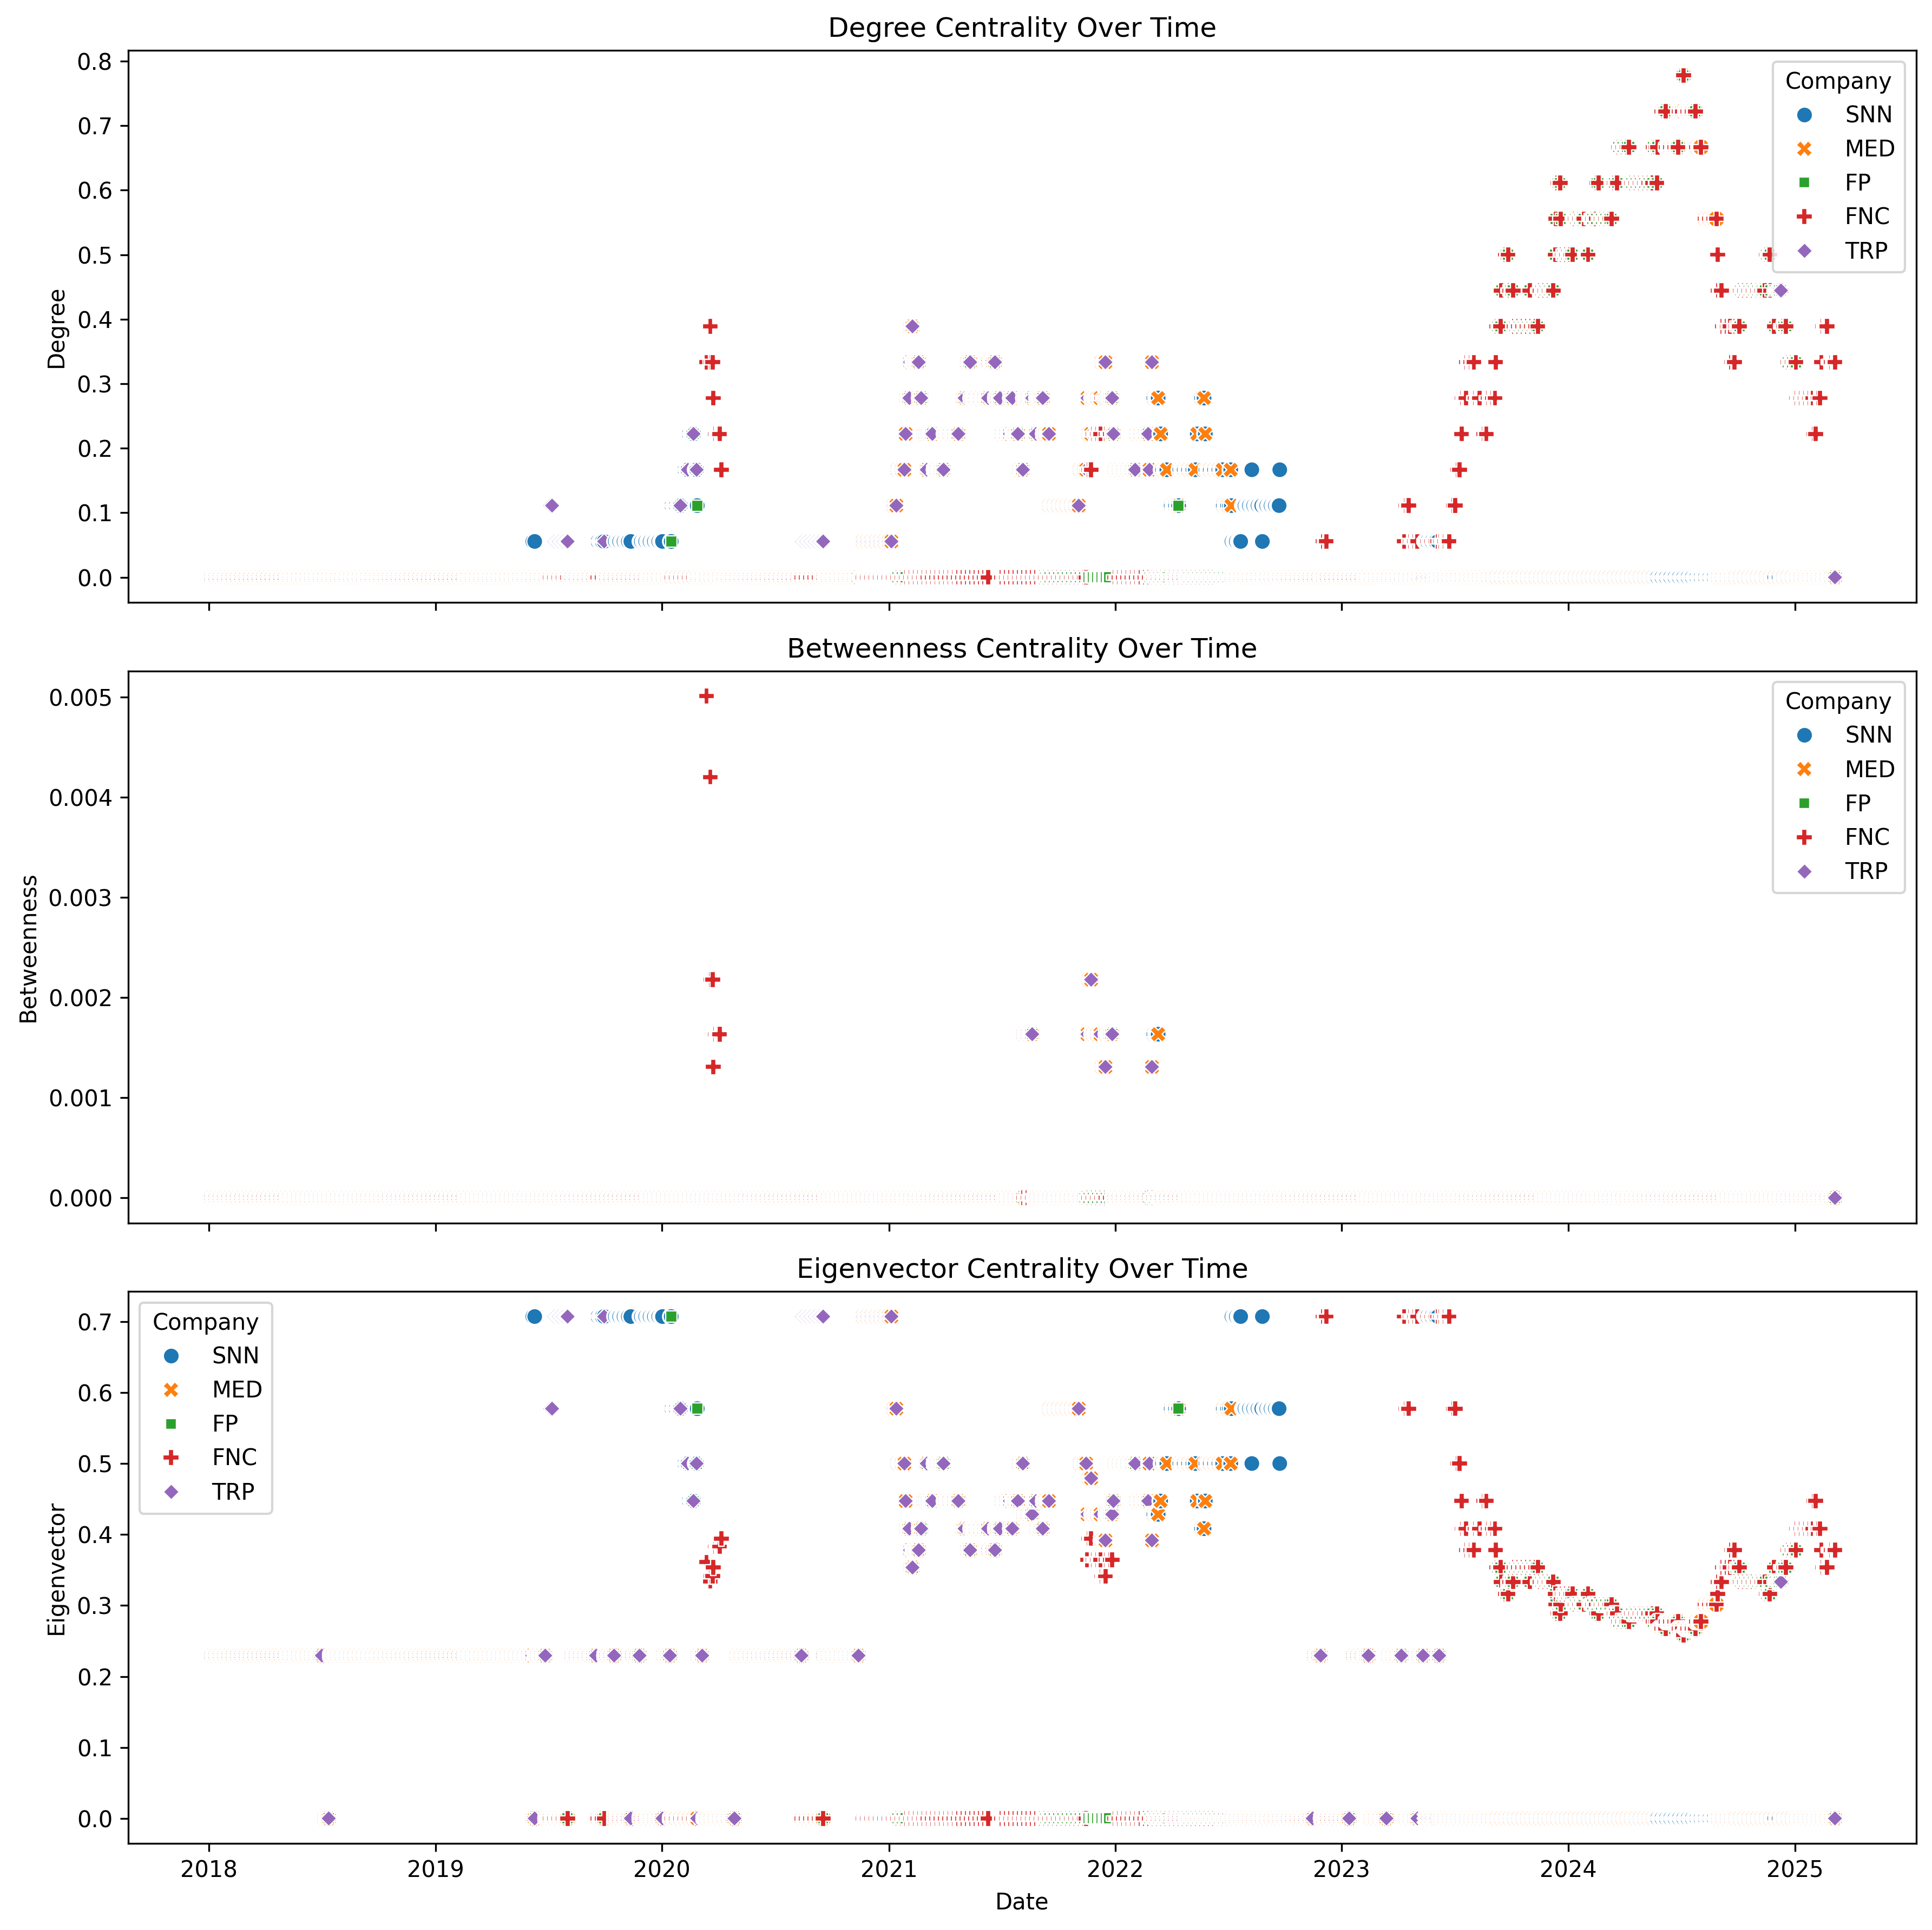 Degree Centrality Over Time
Degree
0.8
0.7
0.6
0.5
0.4
0.3
0.2
0.1
0.0
Company
SNN
MED
FP
FNC
TRP
Betweenness Centrality Over Time
Betweenness
0.005
0.004
0.003
0.002
0.001
0.000
Company
SNN
MED
FP
FNC
TRP
Eigenvector Centrality Over Time
Eigenvector
0.7
0.6
0.5
0.4
0.3
0.2
0.1
0.0
Company
SNN
MED
FP
FNC
TRP
2018 2019 2020 2021 2022 2023 2024 2025
Date